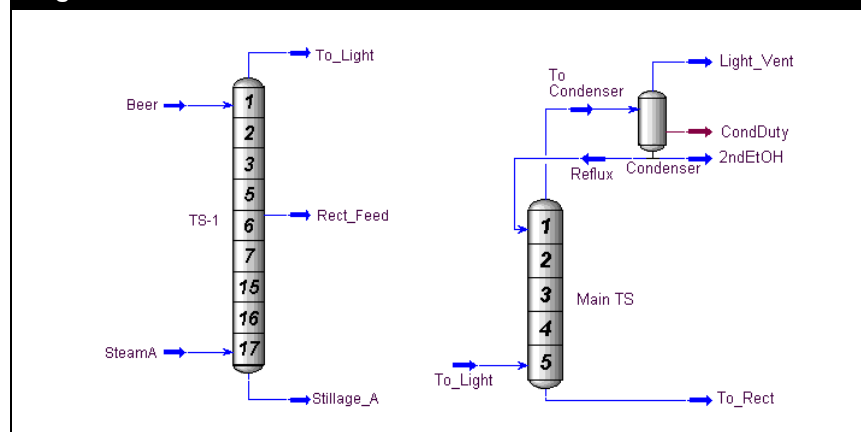 To_Light
Beer
1
2
3
5
6
7
15
16
17
TS-1
Rect_Feed
SteamA
Stillage_A
Light_Vent
To
Condenser
CondDuty
2ndEtOH
Reflux
Condenser
1
2
3
4
5
Main TS
To_Light
To_Rect